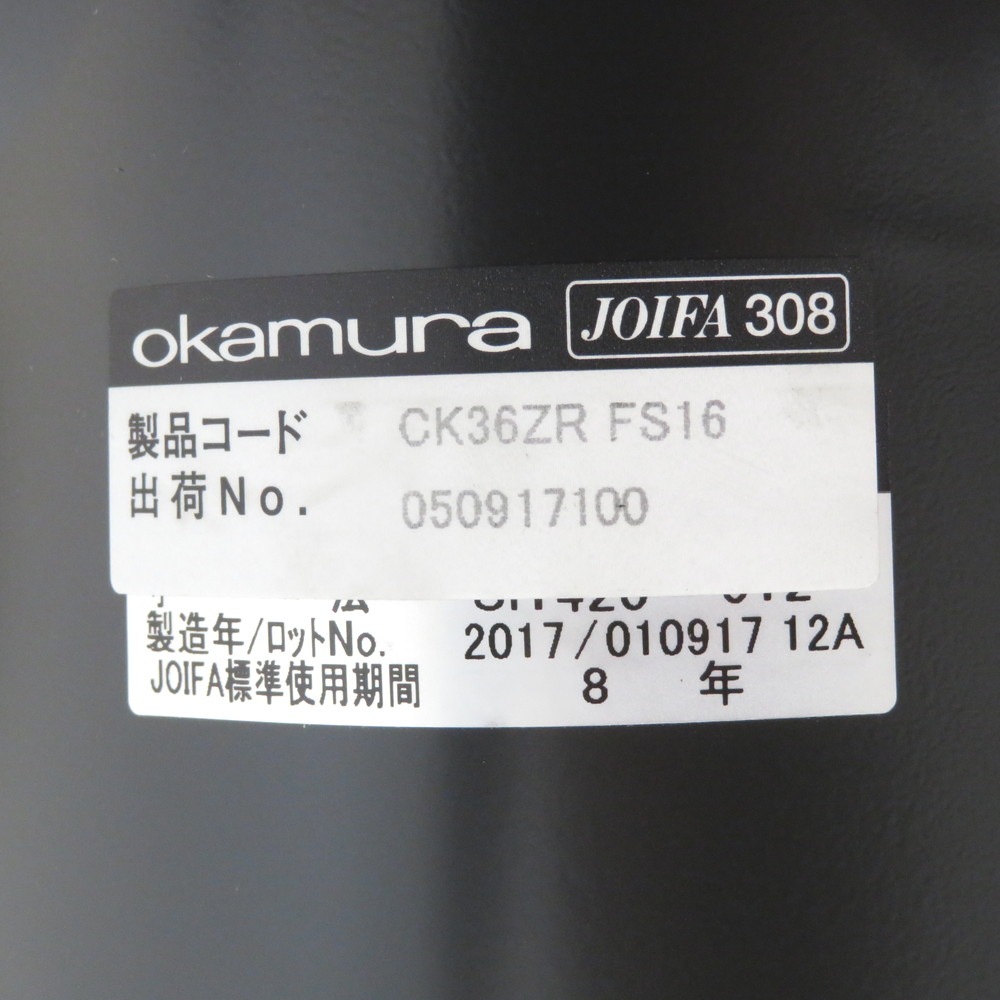 okamura JOIFA 308
製品コード CK36ZR FS16
出荷No. 050917100
法
製造年/ロットNo. 2017/010917 12A
JOIFA標準使用期間 8 年